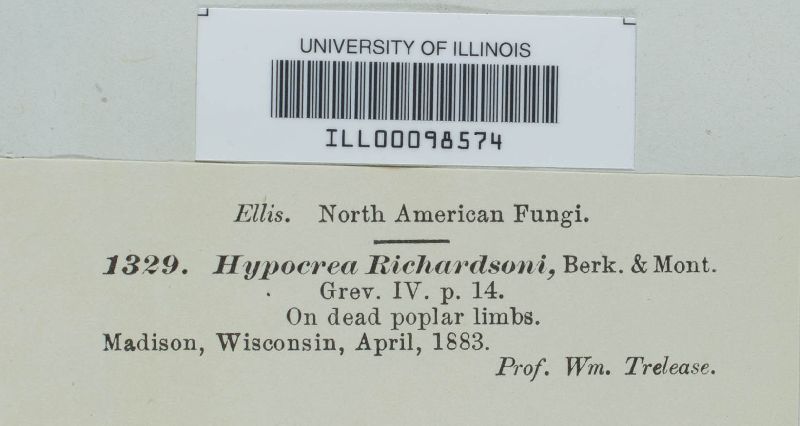 UNIVERSITY OF ILLINOIS
ILL00098574
Ellis. North American Fungi.
1329. Hypocrea Richardsoni, Berk. & Mont.
Grev. IV. p. 14.
On dead poplar limbs.
Madison, Wisconsin, April, 1883.
Prof. Wm. Trelease.